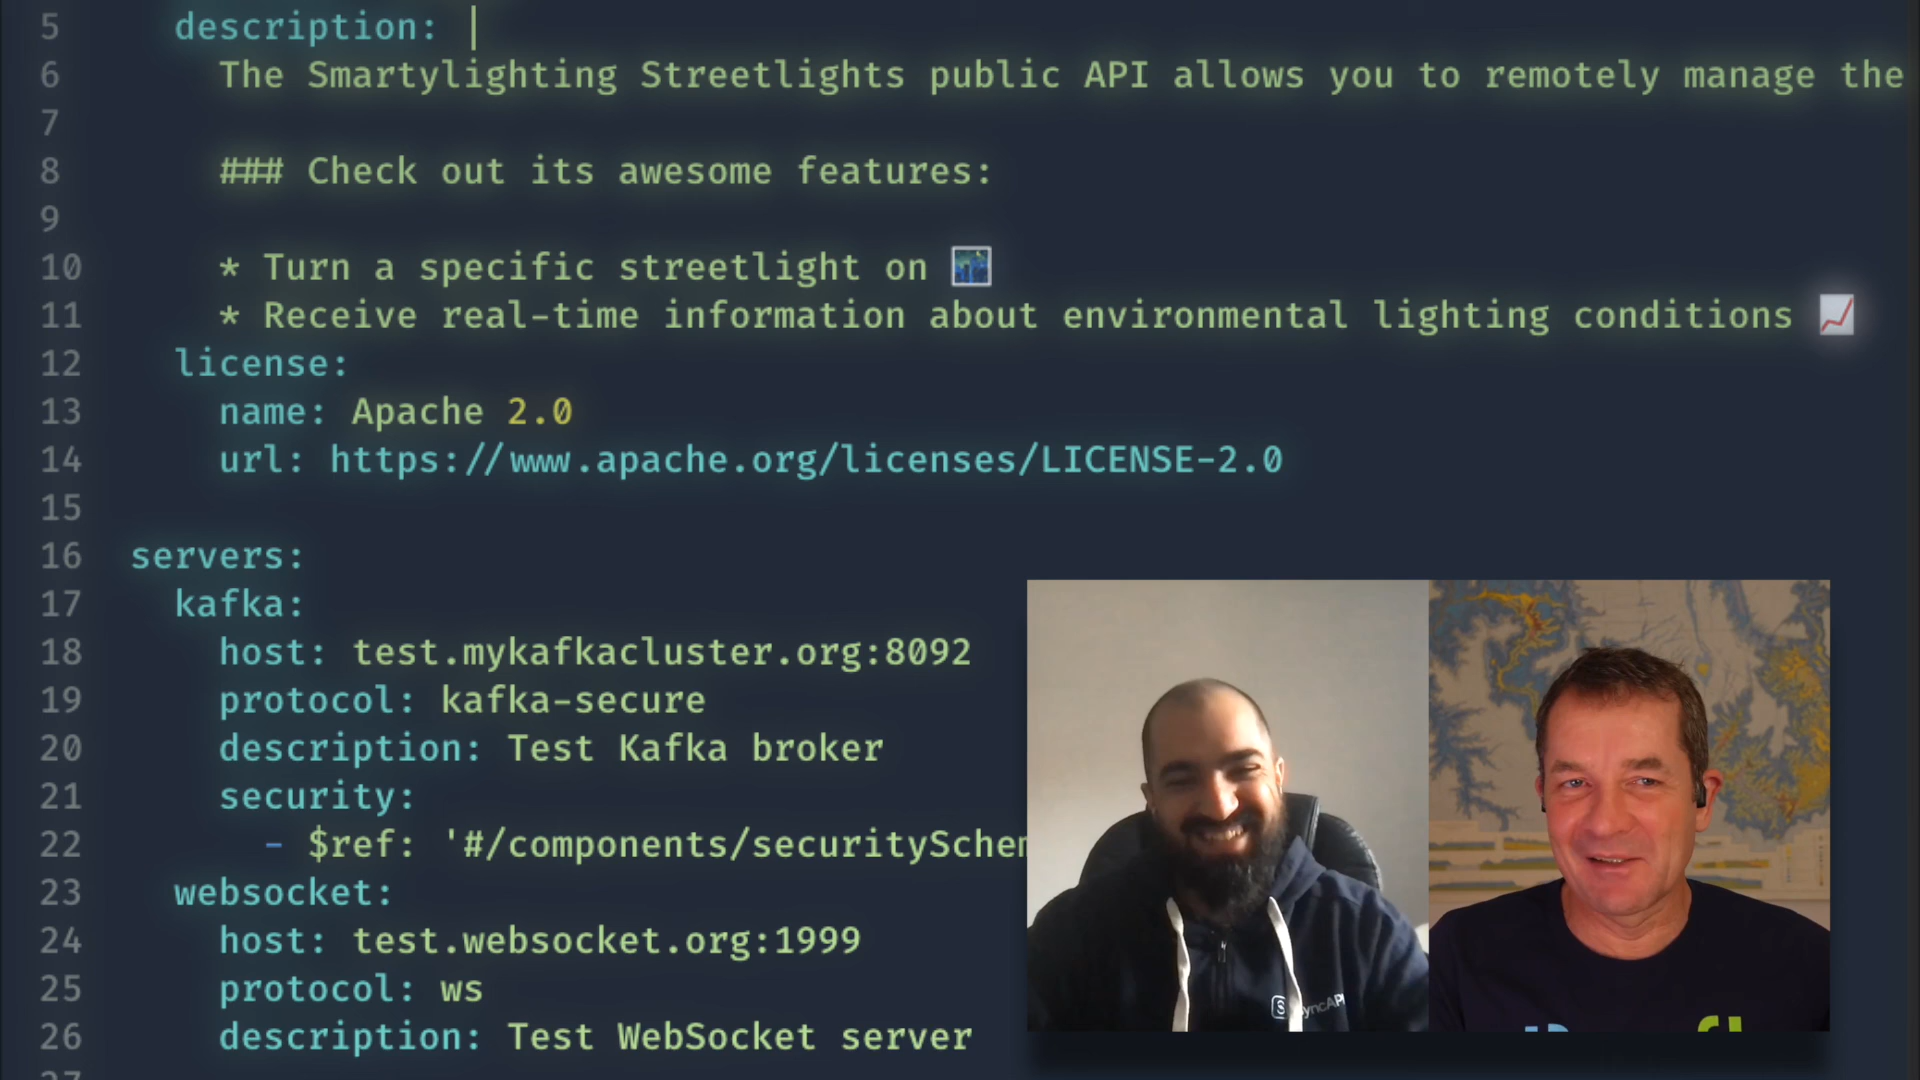 5 description: |
6 The Smartylighting Streetlights public API allows you to remotely manage the
7
8 ### Check out its awesome features:
9
10 * Turn a specific streetlight on 🌃
11 * Receive real-time information about environmental lighting conditions 📈
12 license:
13 name: Apache 2.0
14 url: https://www.apache.org/licenses/LICENSE-2.0
15
16 servers:
17 kafka:
18 host: test.mykafkacluster.org:8092
19 protocol: kafka-secure
20 description: Test Kafka broker
21 security:
22 - $ref: '#/components/securitySchem
23 websocket:
24 host: test.websocket.org:1999
25 protocol: ws
26 description: Test WebSocket server
27